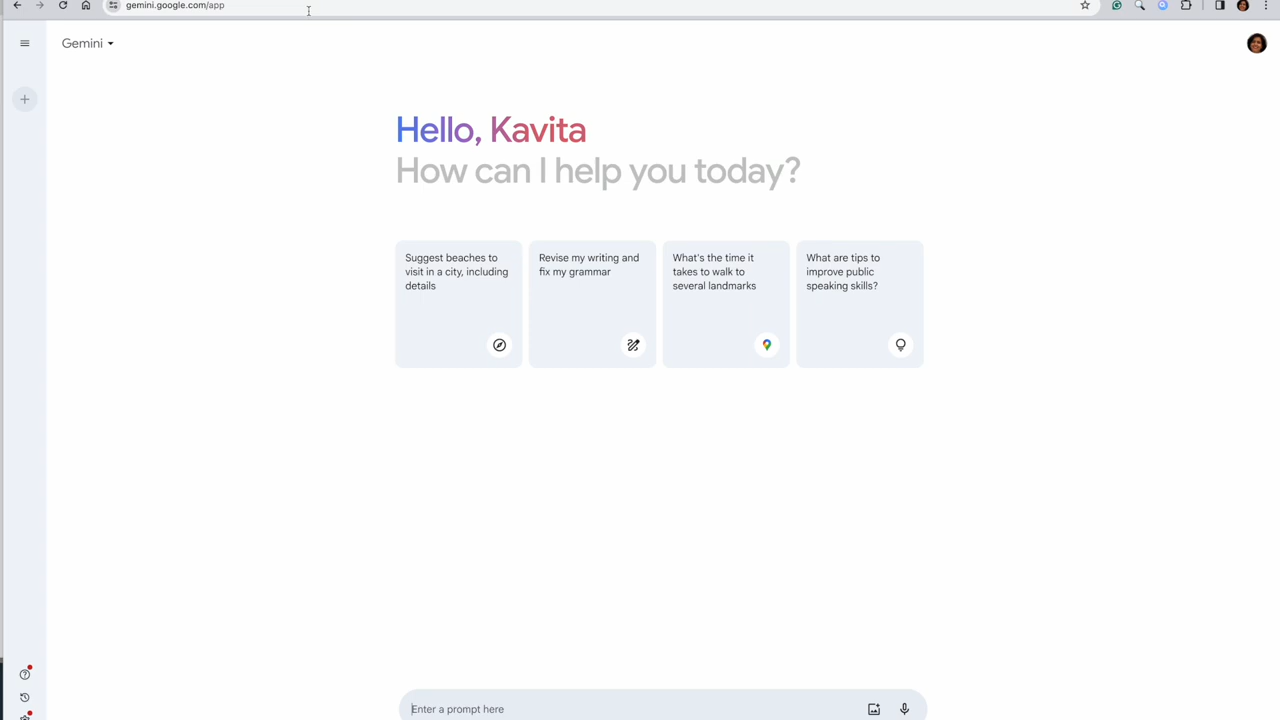 gemini.google.com/app
Gemini
Hello, Kavita
How can I help you today?
Suggest beaches to
visit in a city, including
details
Revise my writing and
fix my grammar
What's the time it
takes to walk to
several landmarks
What are tips to
improve public
speaking skills?
Enter a prompt here